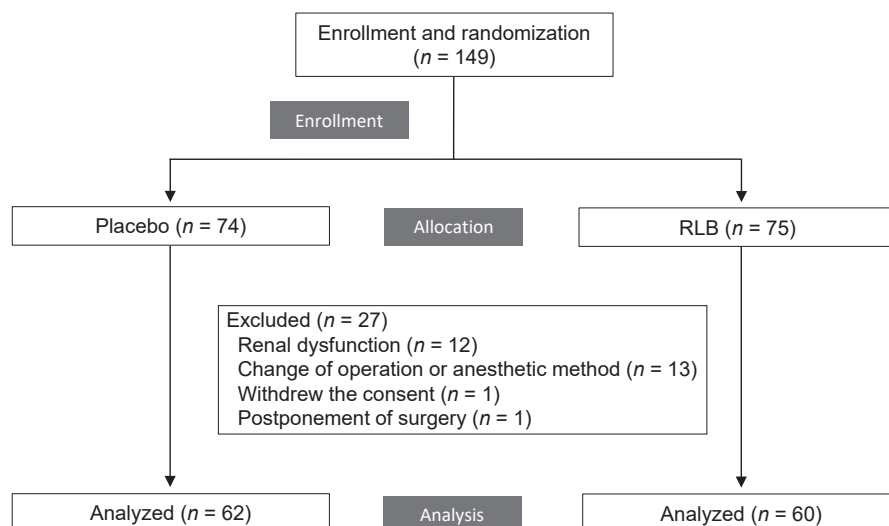 Enrollment and randomization
(n = 149)
Enrollment
Placebo (n = 74)
Allocation
RLB (n = 75)
Excluded (n = 27)
Renal dysfunction (n = 12)
Change of operation or anesthetic method (n = 13)
Withdrew the consent (n = 1)
Postponement of surgery (n = 1)
Analyzed (n = 62)
Analysis
Analyzed (n = 60)